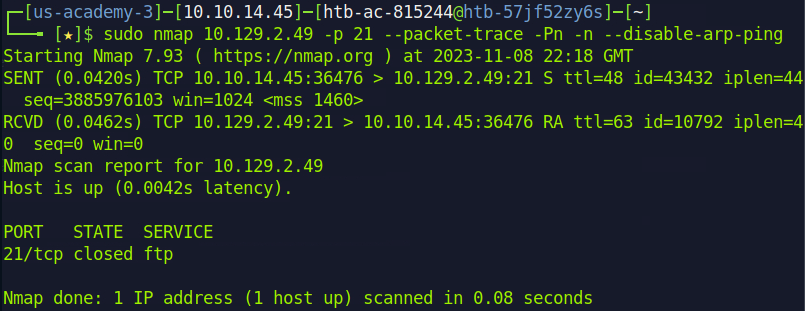 ┌─[us-academy-3]─[10.10.14.45]─[htb-ac-815244@htb-57jf52zy6s]─[~]
└──╼ [★]$ sudo nmap 10.129.2.49 -p 21 --packet-trace -Pn -n --disable-arp-ping
Starting Nmap 7.93 ( https://nmap.org ) at 2023-11-08 22:18 GMT
SENT (0.0420s) TCP 10.10.14.45:36476 > 10.129.2.49:21 S ttl=48 id=43432 iplen=44
  seq=3885976103 win=1024 <mss 1460>
RCVD (0.0462s) TCP 10.129.2.49:21 > 10.10.14.45:36476 RA ttl=63 id=10792 iplen=4
0  seq=0 win=0
Nmap scan report for 10.129.2.49
Host is up (0.0042s latency).

PORT   STATE  SERVICE
21/tcp closed ftp

Nmap done: 1 IP address (1 host up) scanned in 0.08 seconds